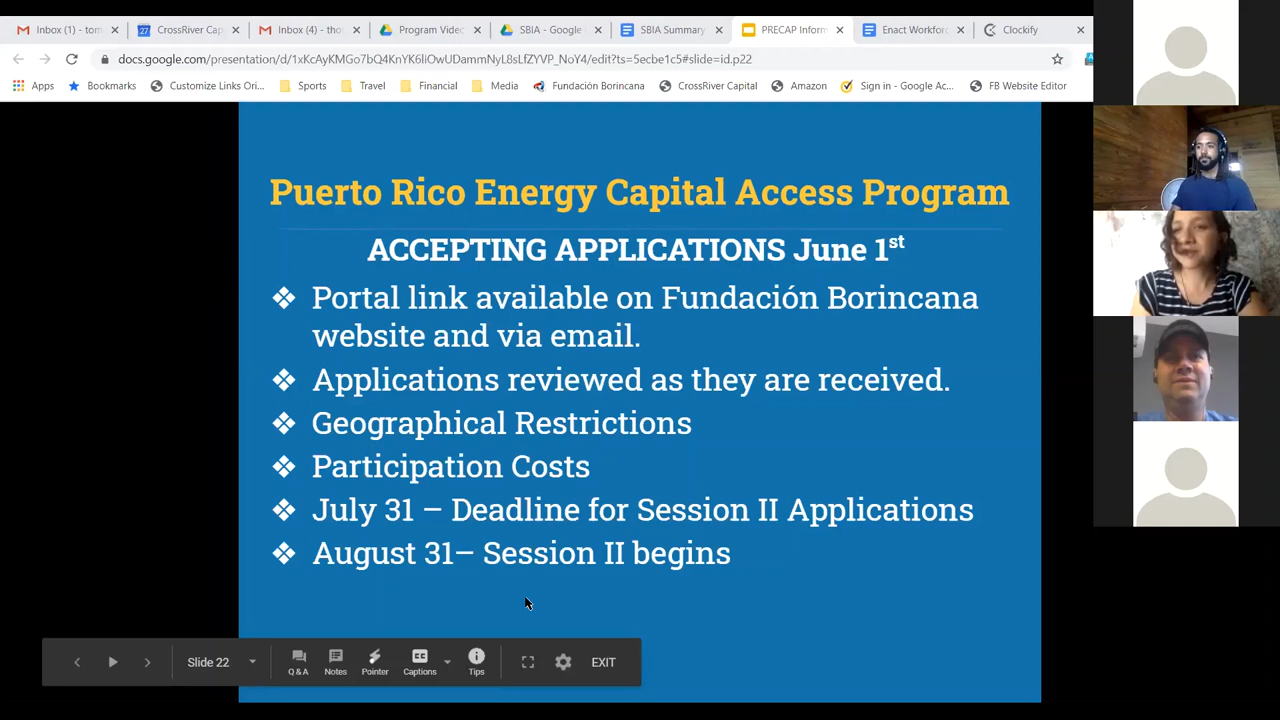 Inbox (1) - tom
CrossRiver Cap
Inbox (4) - tho
Program Video
SBIA - Google
SBIA Summary
PRECAP Inform
Enact Workforc
Clockify
docs.google.com/presentation/d/1xKcAyKMGo7bQ4KnYK6liOwUDammNyL8sLfZYVP_NoY4/edit?ts=5ecbe1c5#slide=id.p22
Apps
Bookmarks
Customize Links Ori...
Sports
Travel
Financial
Media
Fundación Borincana
CrossRiver Capital
Amazon
Sign in - Google Ac...
FB Website Editor
Puerto Rico Energy Capital Access Program
ACCEPTING APPLICATIONS June 1st
❖ Portal link available on Fundación Borincana
website and via email.
❖ Applications reviewed as they are received.
❖ Geographical Restrictions
❖ Participation Costs
❖ July 31 – Deadline for Session II Applications
❖ August 31– Session II begins
Slide 22
Q & A
Notes
Pointer
CC
Captions
Tips
EXIT